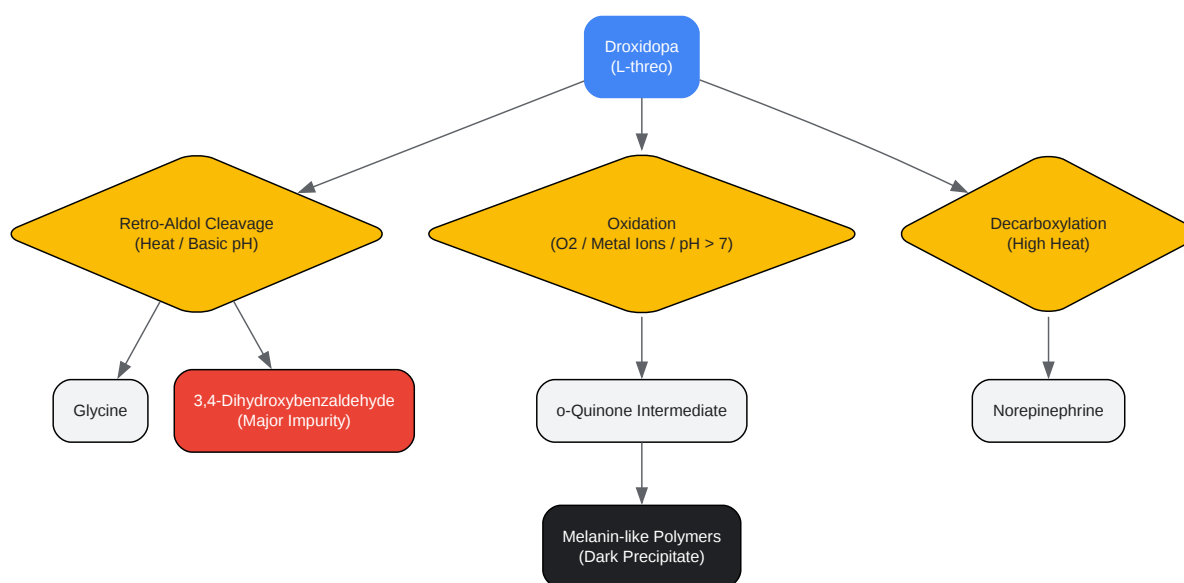 Droxidopa
(L-threo)
Retro-Aldol Cleavage
(Heat / Basic pH)
Oxidation
(O2 / Metal Ions / pH > 7)
Decarboxylation
(High Heat)
Glycine
3,4-Dihydroxybenzaldehyde
(Major Impurity)
o-Quinone Intermediate
Norepinephrine
Melanin-like Polymers
(Dark Precipitate)